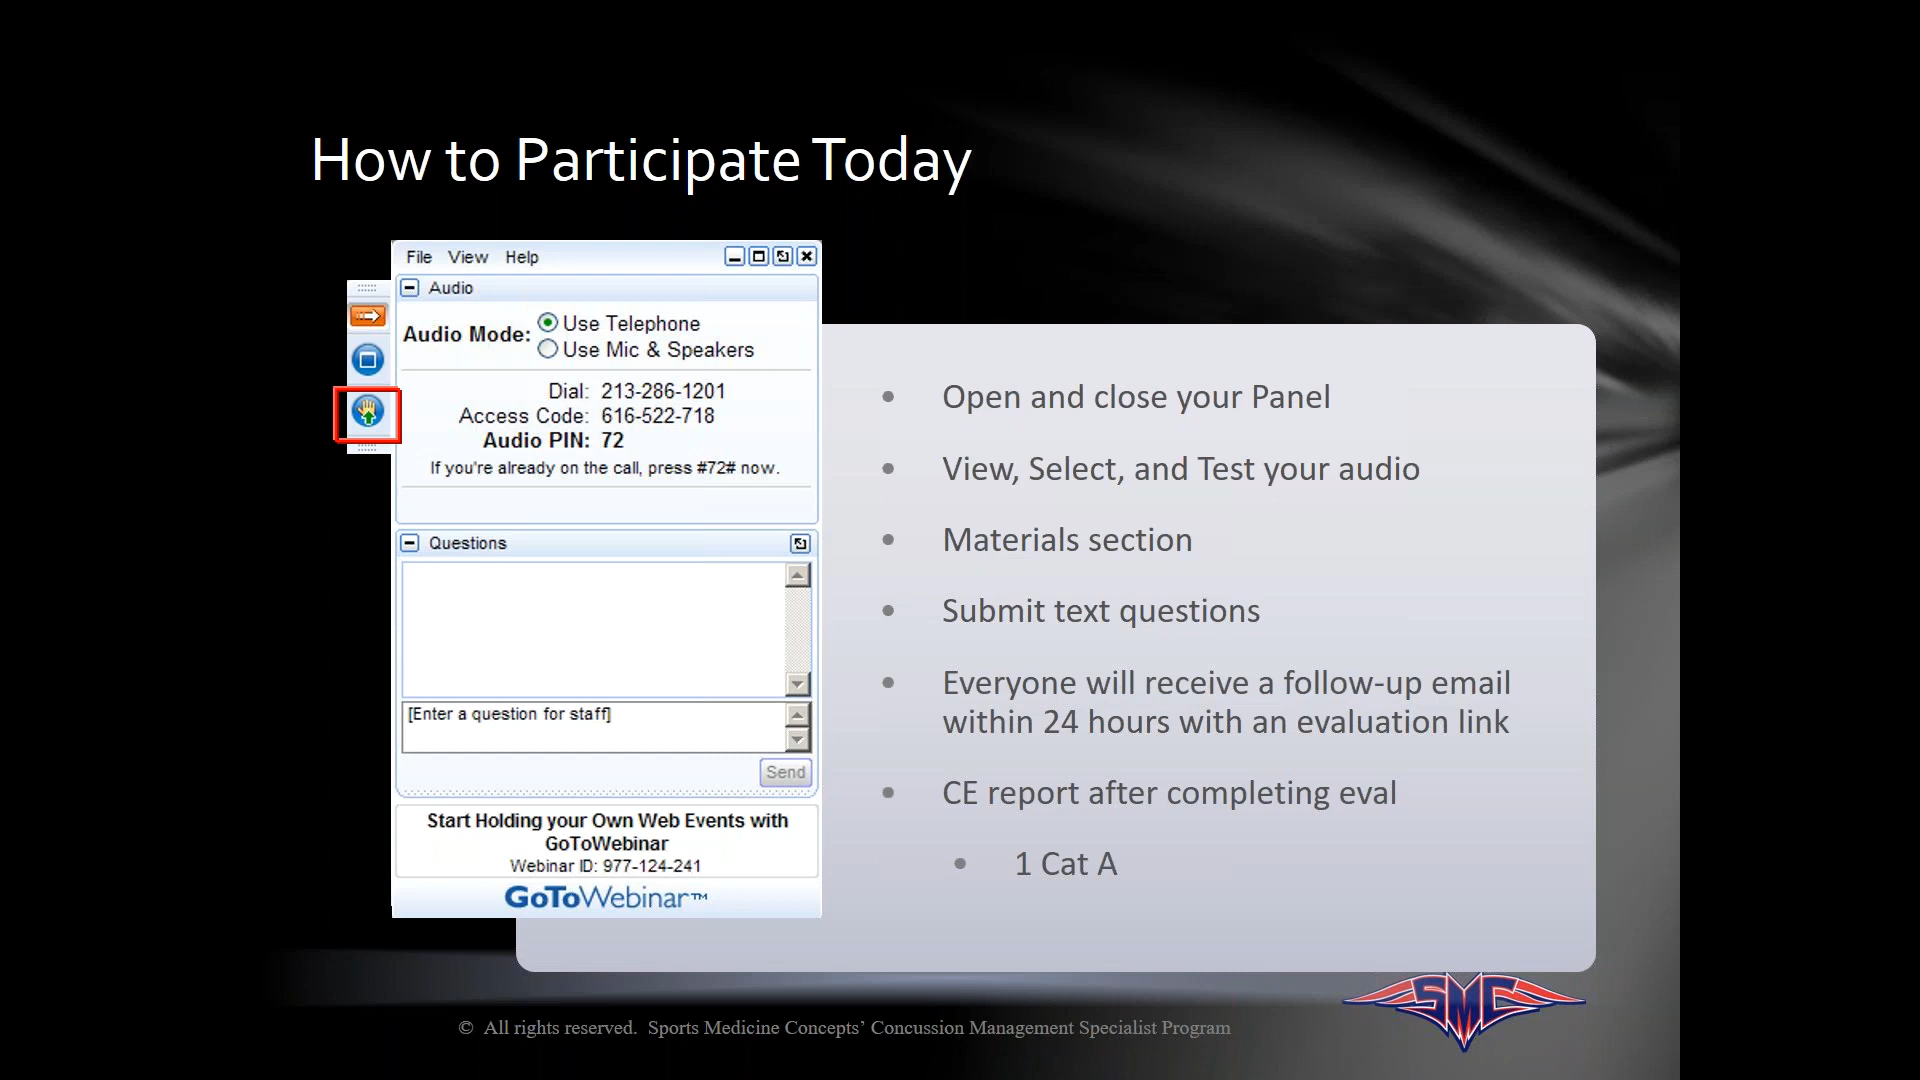 How to Participate Today
File View Help
Audio
Audio Mode: Use Telephone
Use Mic & Speakers
Dial: 213-286-1201
Access Code: 616-522-718
Audio PIN: 72
If you're already on the call, press #72# now.
Questions
[Enter a question for staff]
Send
Start Holding your Own Web Events with
GoToWebinar
Webinar ID: 977-124-241
GoToWebinar™
• Open and close your Panel
• View, Select, and Test your audio
• Materials section
• Submit text questions
• Everyone will receive a follow-up email
within 24 hours with an evaluation link
• CE report after completing eval
• 1 Cat A
© All rights reserved. Sports Medicine Concepts’ Concussion Management Specialist Program
SMC